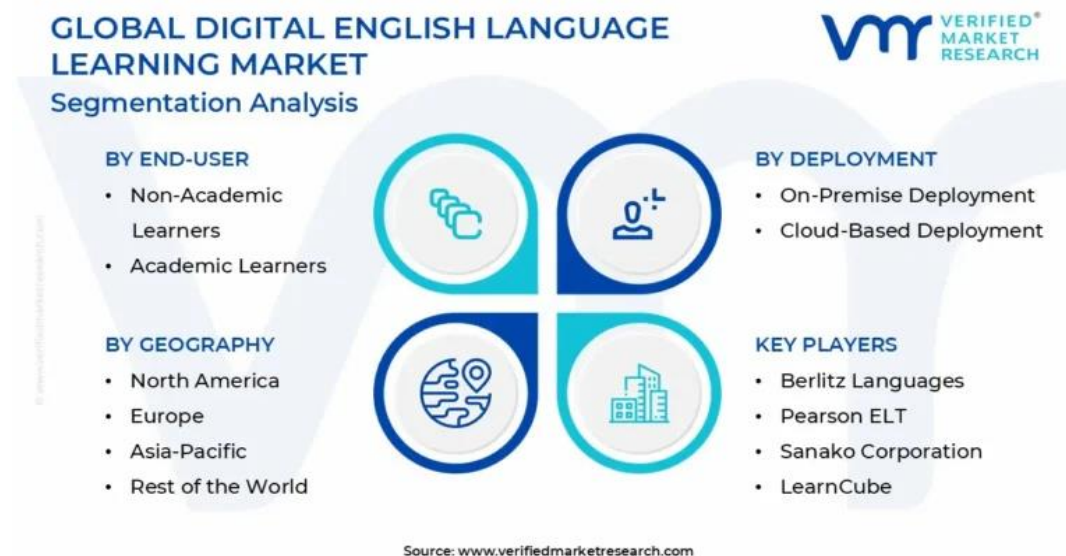 GLOBAL DIGITAL ENGLISH LANGUAGE
LEARNING MARKET
Segmentation Analysis
vmr
VERIFIED®
MARKET
RESEARCH
BY END-USER
• Non-Academic
Learners
• Academic Learners
BY DEPLOYMENT
• On-Premise Deployment
• Cloud-Based Deployment
BY GEOGRAPHY
• North America
• Europe
• Asia-Pacific
• Rest of the World
KEY PLAYERS
• Berlitz Languages
• Pearson ELT
• Sanako Corporation
• LearnCube
Source: www.verifiedmarketresearch.com